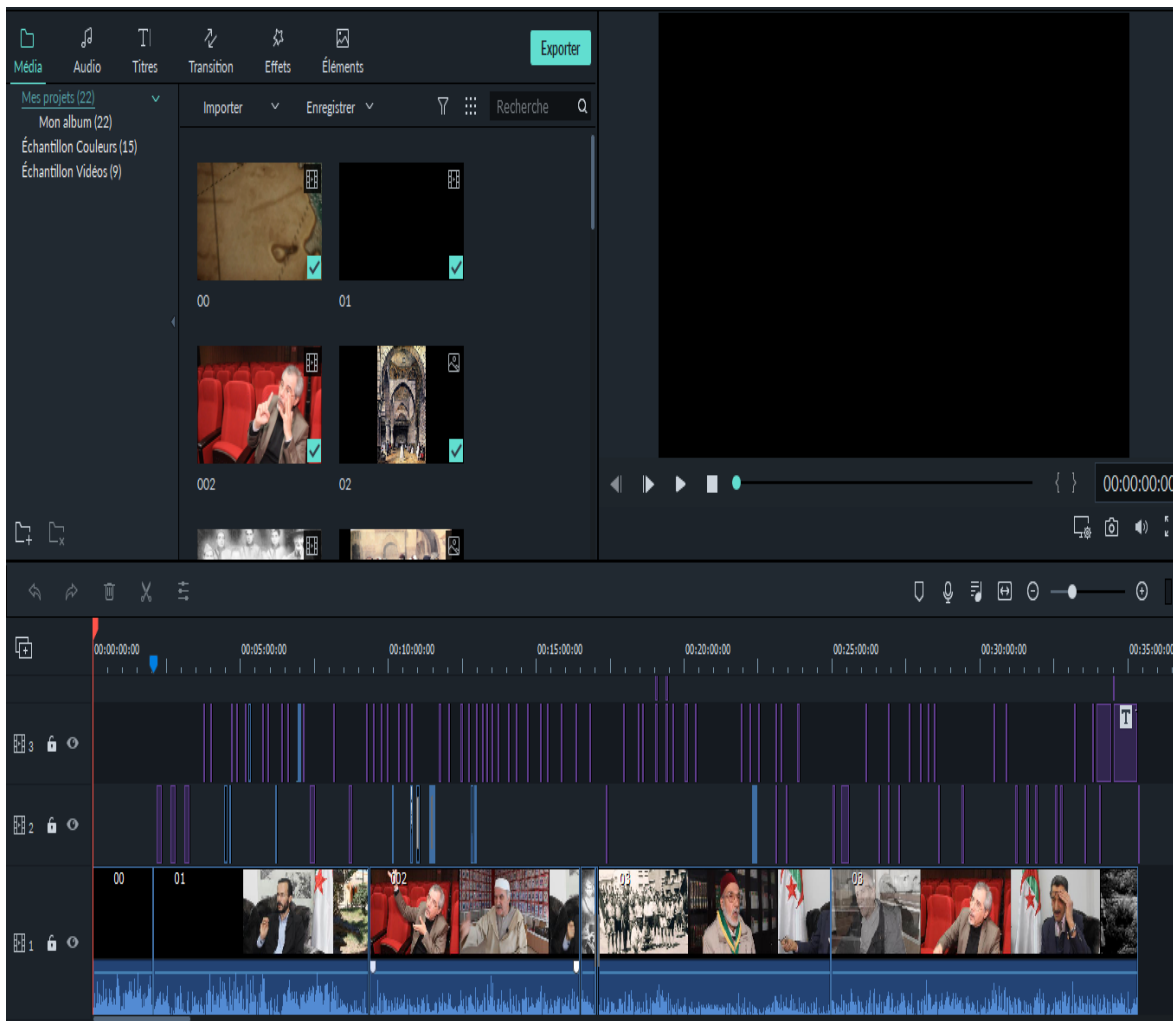 Média Audio Titres Transition Effets Éléments Exporter
Mes projets (22)
Mon album (22)
Échantillon Couleurs (15)
Échantillon Vidéos (9)
Importer Enregistrer Recherche
00 01
002 02
00:00:00:00
00:00:00:00 00:05:00:00 00:10:00:00 00:15:00:00 00:20:00:00 00:25:00:00 00:30:00:00 00:35:00:00
T
3
2
00 01 002 03 03
1